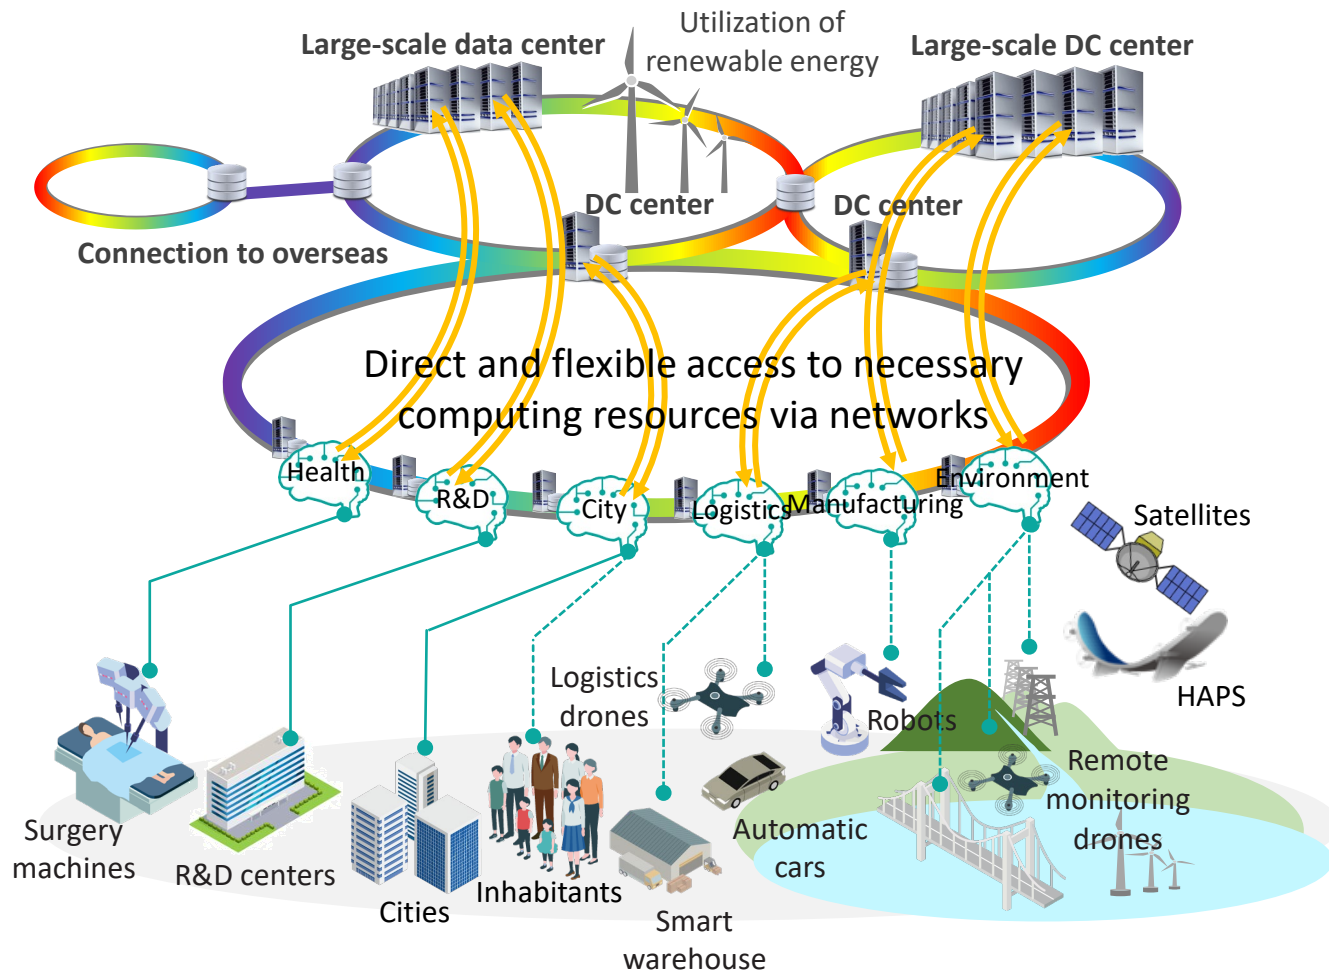 Utilization of
renewable energy
Large-scale data center
Large-scale DC center
DC center
DC center
Connection to overseas
Direct and flexible access to necessary
computing resources via networks
Health
R&D
City
Logistics
Manufacturing
Environment
Satellites
HAPS
Logistics
drones
Robots
Remote
monitoring
drones
Automatic
cars
Surgery
machines
R&D centers
Cities
Inhabitants
Smart
warehouse